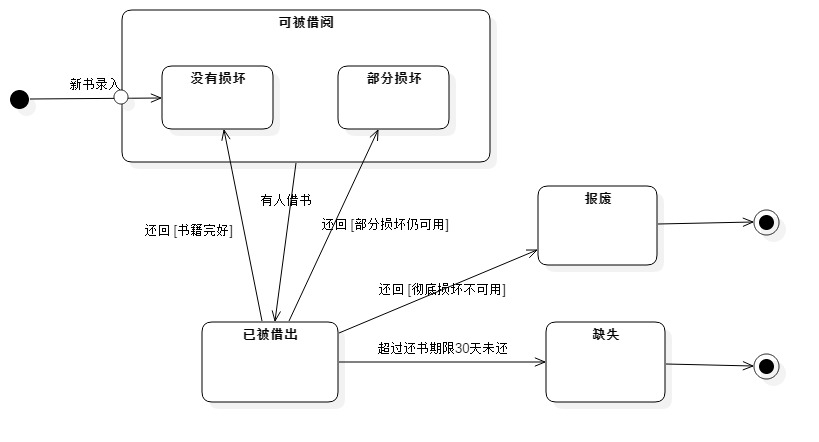 可被借阅
新书录入
没有损坏
部分损坏
有人借书
还回 [书籍完好]
还回 [部分损坏仍可用]
报废
还回 [彻底损坏不可用]
已被借出
超过还书期限30天未还
缺失